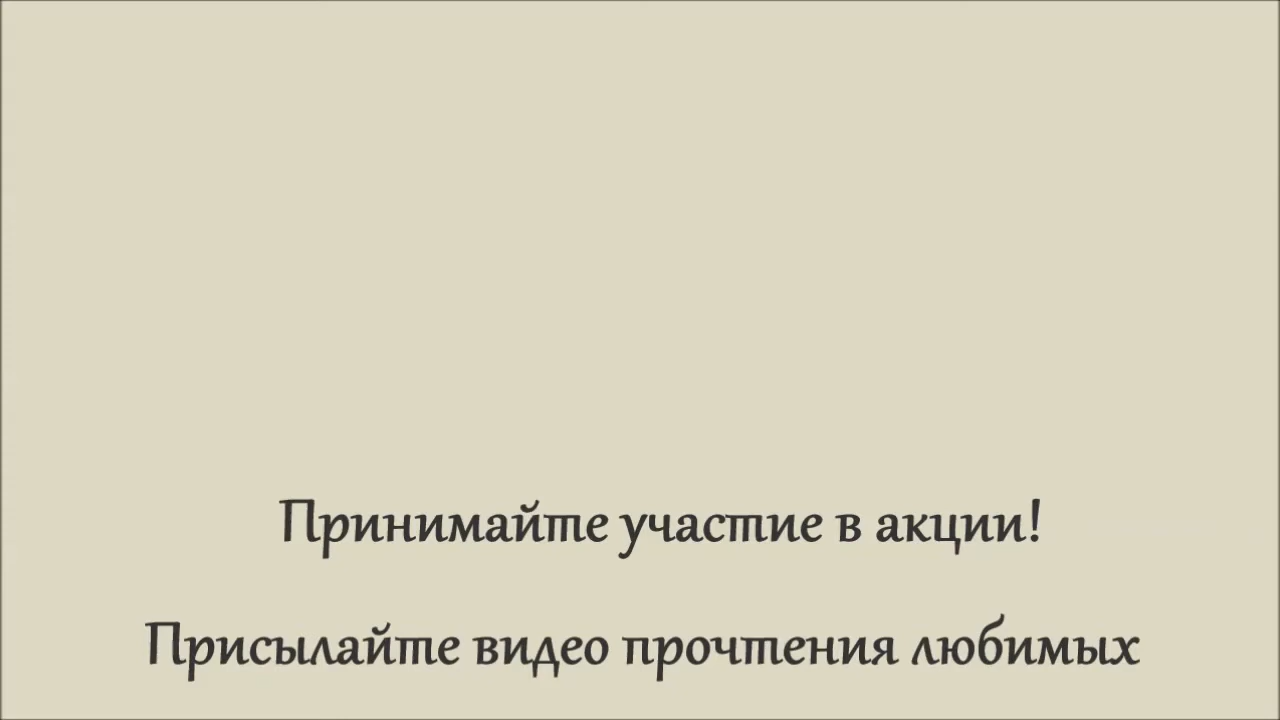 Принимайте участие в акции!
Присылайте видео прочтения любимых